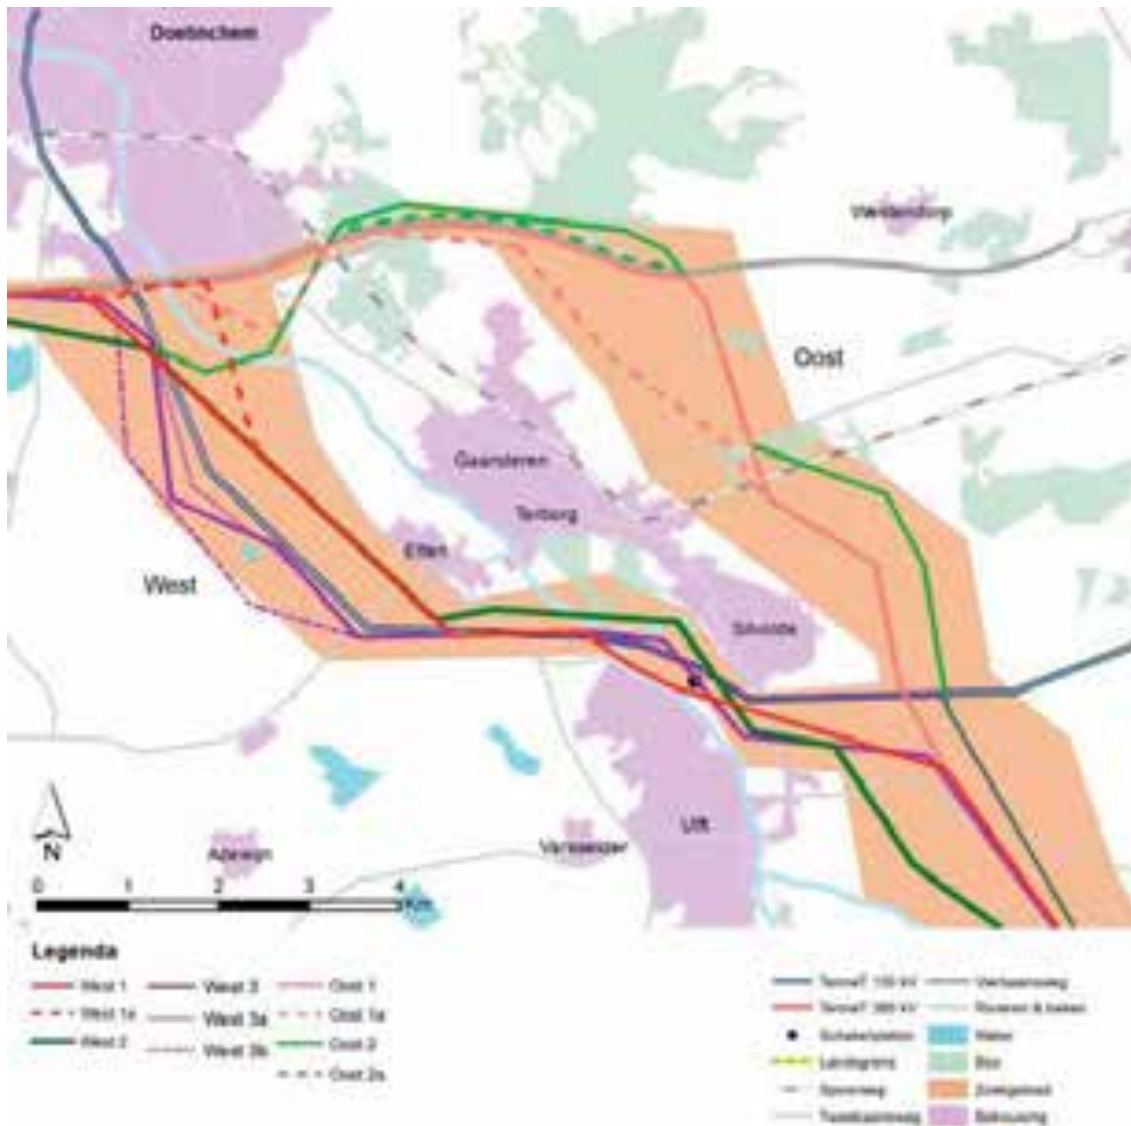 Doetinchem
Varsselder
Oost
Gaanderen
Terborg
Etten
West
Silvolde
Ulft
Azewijn
N
0 1 2 3 4
Km
Legenda
West 1
West 1a
West 2
West 3
West 3a
West 3b
Oost 1
Oost 1a
Oost 2
Oost 2a
TenneT 150 kV
TenneT 380 kV
Schakelstation
Landsgrens
Spoorweg
Rivieren & beken
Water
Bos
Zoekgebied
Bebouwing